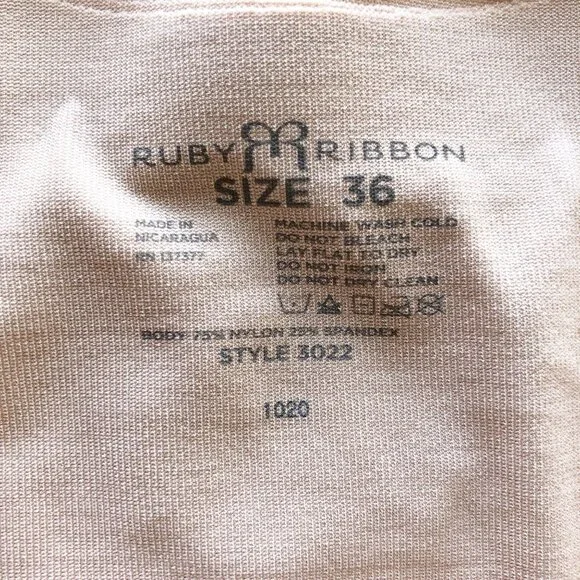 RUBY RIBBON
SIZE 36
MADE IN
NICARAGUA
RN 137377
MACHINE WASH COLD
DO NOT BLEACH
LAY FLAT TO DRY
DO NOT IRON
DO NOT DRY CLEAN
BODY 75% NYLON 25% SPANDEX
STYLE 3022
1020